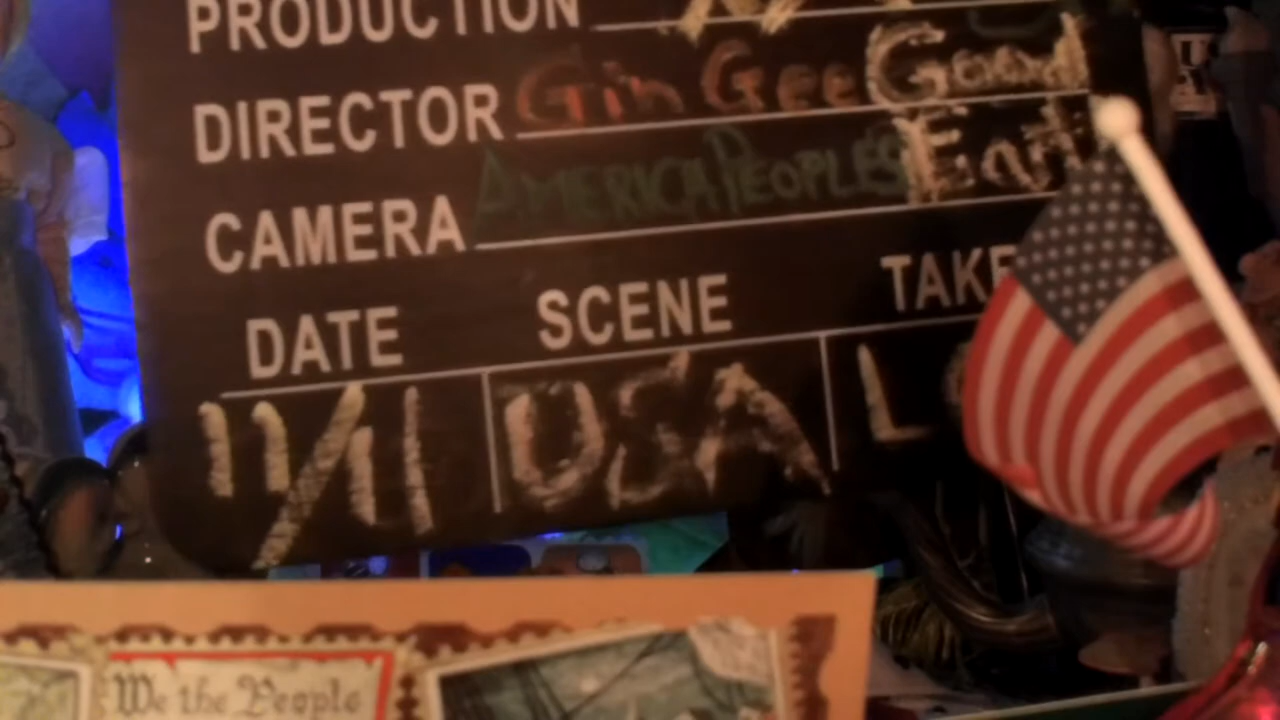 PRODUCTION
DIRECTOR Gin Gee Good
CAMERA AMERICA PEOPLES Earth
DATE SCENE TAKE
11/11 USA L
We the People